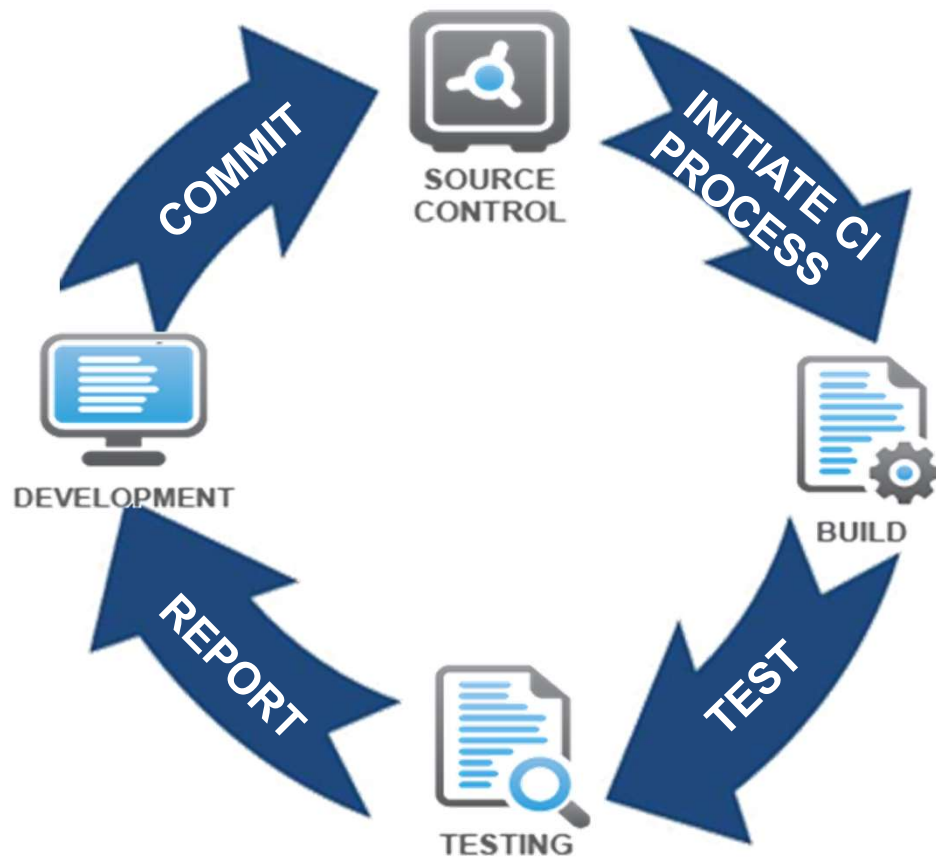 COMMIT
SOURCE
CONTROL
INITIATE CI
PROCESS
DEVELOPMENT
BUILD
REPORT
TEST
TESTING